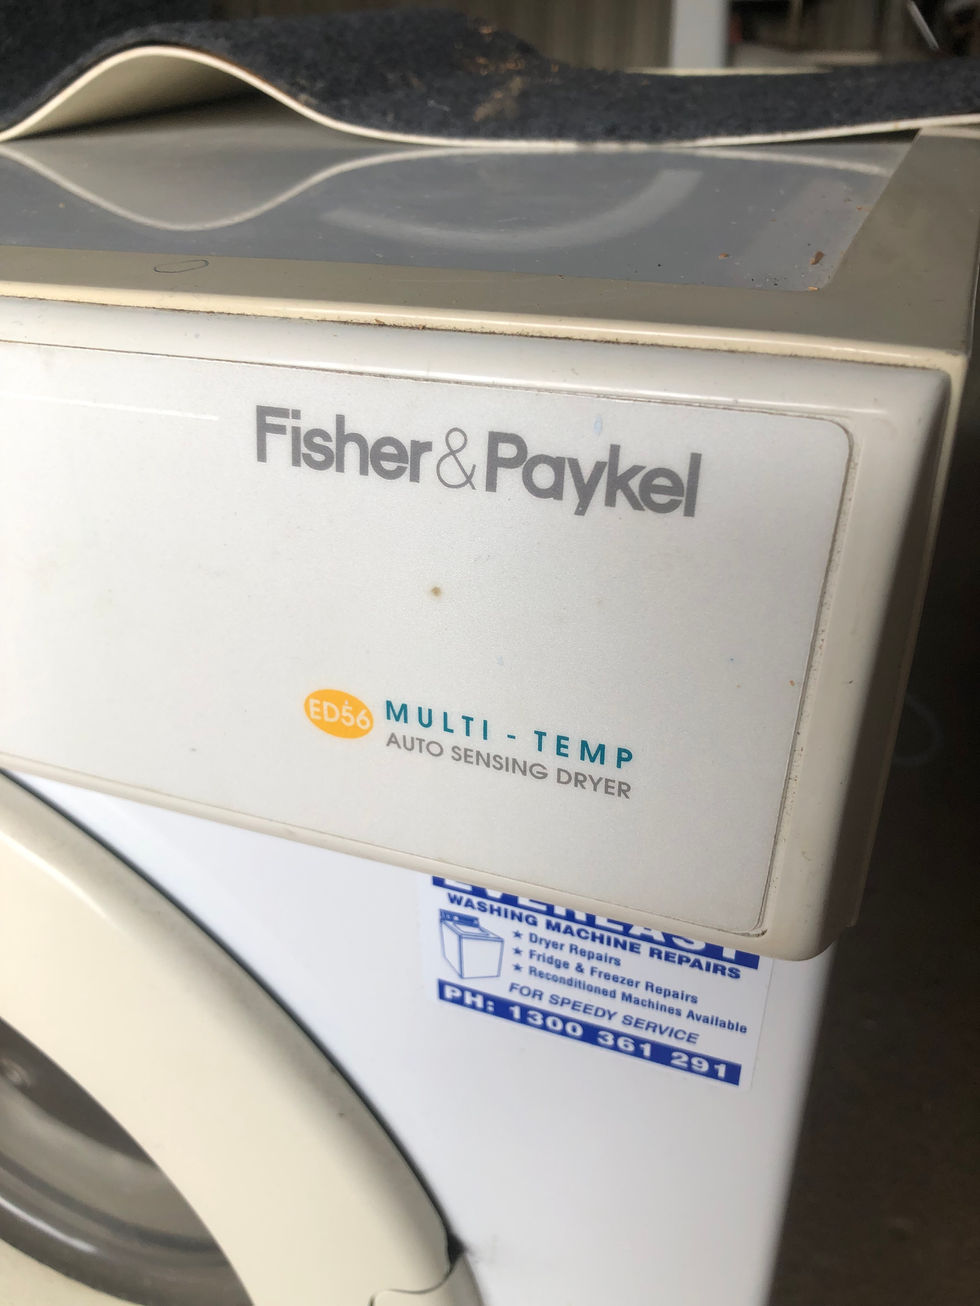 Fisher & Paykel
ED56 MULTI - TEMP
AUTO SENSING DRYER
WASHING MACHINE REPAIRS
★ Dryer Repairs
★ Fridge & Freezer Repairs
★ Reconditioned Machines Available
FOR SPEEDY SERVICE
PH: 1300 361 291